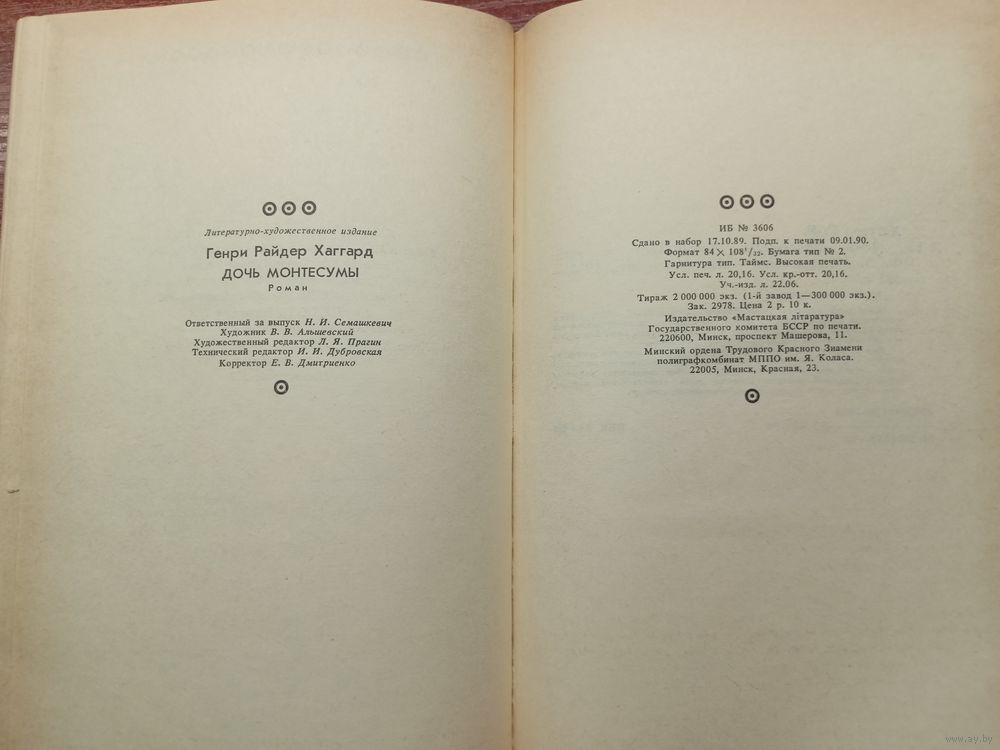 Литературно-художественное издание
Генри Райдер Хаггард
ДОЧЬ МОНТЕСУМЫ
Роман
Ответственный за выпуск Н. И. Семашкевич
Художник В. В. Альшевский
Художественный редактор Л. Я. Прагин
Технический редактор И. И. Дубровская
Корректор Е. В. Дмитриенко
ИБ № 3606
Сдано в набор 17.10.89. Подп. к печати 09.01.90.
Формат 84×108¹/₃₂. Бумага тип № 2.
Гарнитура тип. Таймс. Высокая печать.
Усл. печ. л. 20,16. Усл. кр.-отт. 20,16.
Уч.-изд. л. 22.06.
Тираж 2 000 000 экз. (1-й завод 1—300 000 экз.).
Зак. 2978. Цена 2 р. 10 к.
Издательство «Мастацкая літаратура»
Государственного комитета БССР по печати.
220600, Минск, проспект Машерова, 11.
Минский ордена Трудового Красного Знамени
полиграфкомбинат МППО им. Я. Коласа.
22005, Минск, Красная, 23.
www.ay.by